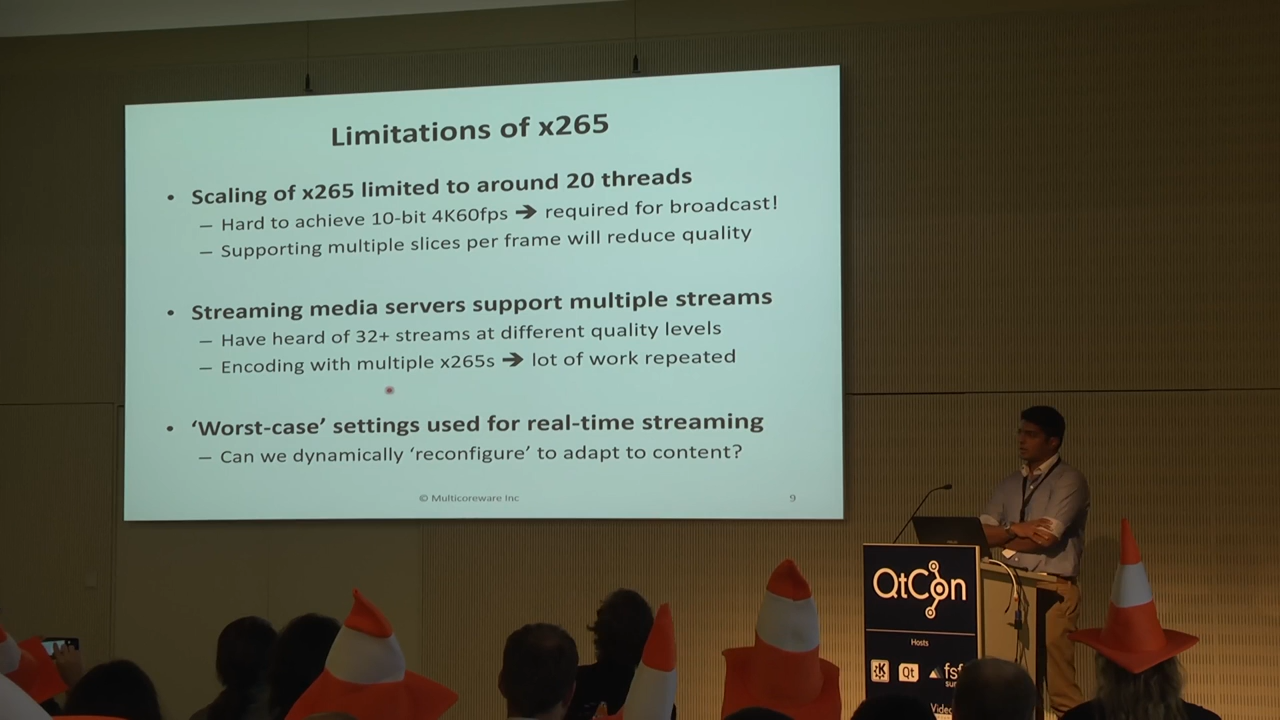 Limitations of x265
• Scaling of x265 limited to around 20 threads
– Hard to achieve 10-bit 4K60fps ➔ required for broadcast!
– Supporting multiple slices per frame will reduce quality
• Streaming media servers support multiple streams
– Have heard of 32+ streams at different quality levels
– Encoding with multiple x265s ➔ lot of work repeated
• ‘Worst-case’ settings used for real-time streaming
– Can we dynamically ‘reconfigure’ to adapt to content?
© Multicoreware Inc
9
QtCon
Hosts
Qt